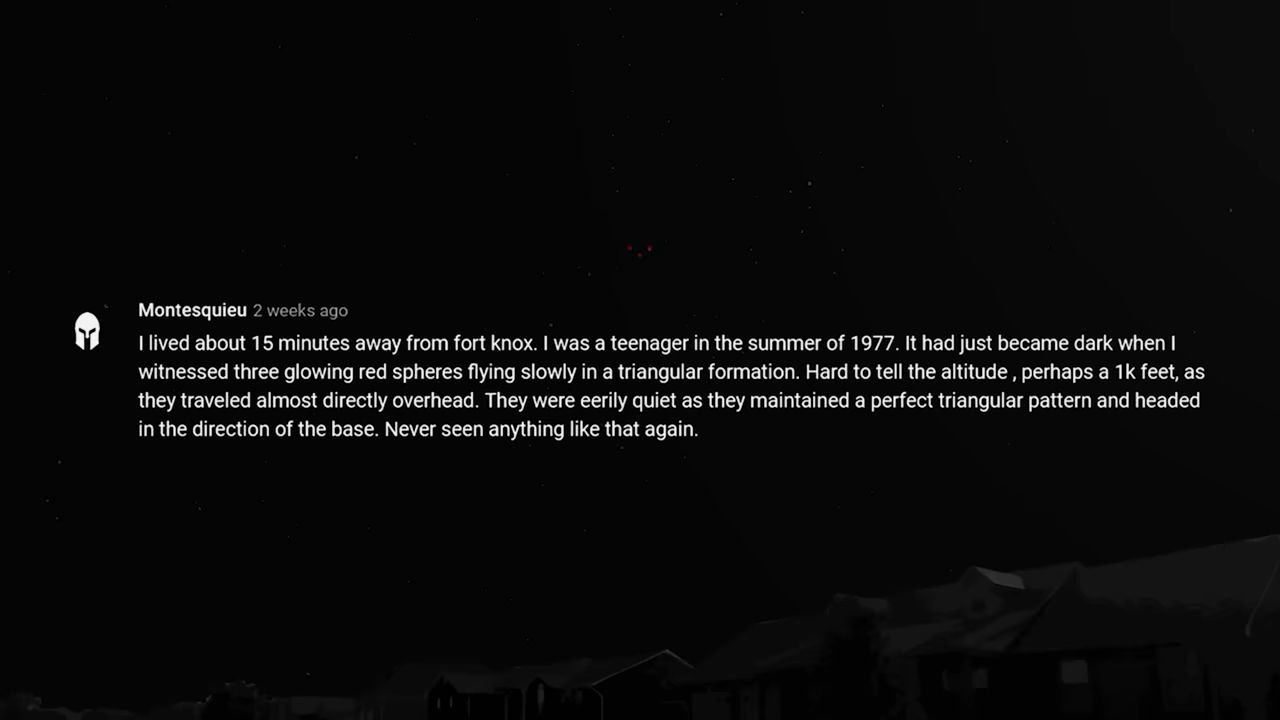 Montesquieu 2 weeks ago
I lived about 15 minutes away from fort knox. I was a teenager in the summer of 1977. It had just became dark when I
witnessed three glowing red spheres flying slowly in a triangular formation. Hard to tell the altitude , perhaps a 1k feet, as
they traveled almost directly overhead. They were eerily quiet as they maintained a perfect triangular pattern and headed
in the direction of the base. Never seen anything like that again.